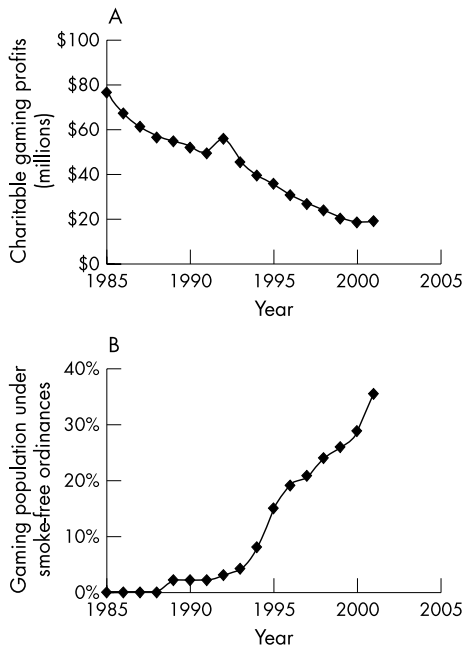 A
Charitable gaming profits
(millions)
$100
$80
$60
$40
$20
$0
1985 1990 1995 2000 2005
Year
B
Gaming population under
smoke-free ordinances
40%
30%
20%
10%
0%
1985 1990 1995 2000 2005
Year